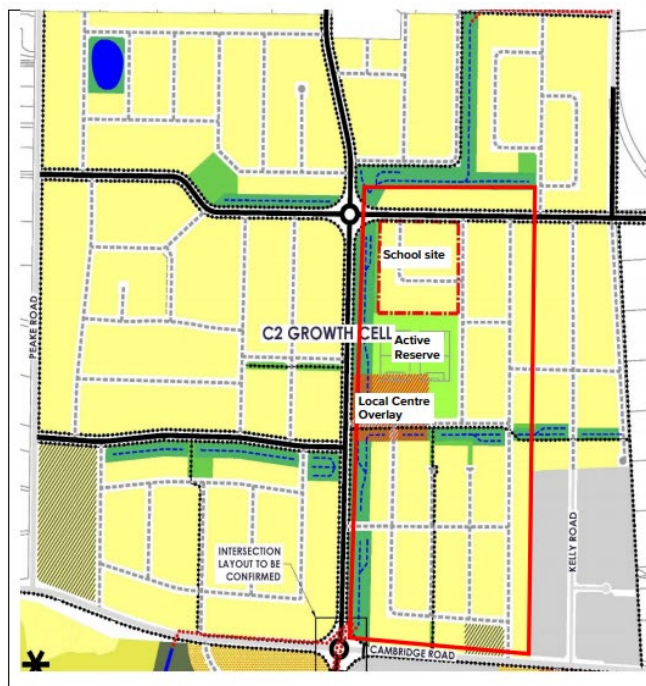 School site
PEAKE ROAD
C2 GROWTH CELL
Active
Reserve
Local Centre
Overlay
INTERSECTION
LAYOUT TO BE
CONFIRMED
KELLY ROAD
CAMBRIDGE ROAD